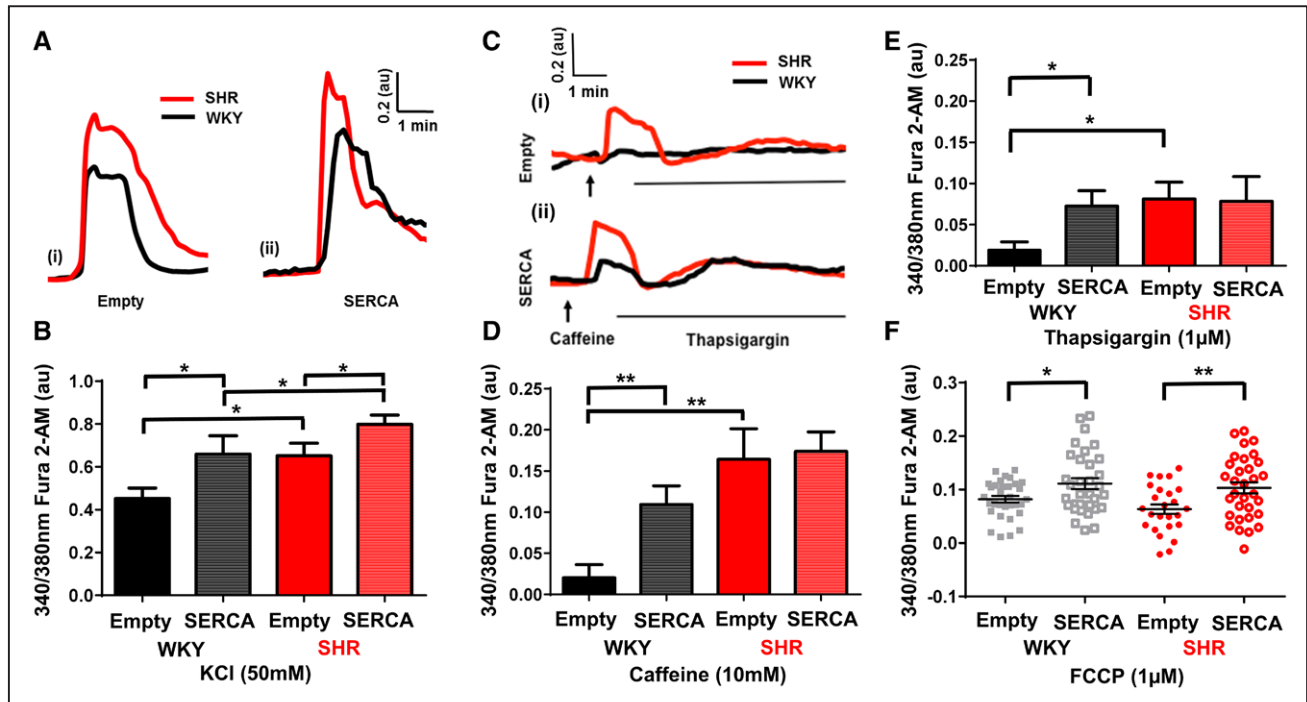 A
SHR
WKY
0.2 (au)
1 min
(i)
(ii)
Empty
SERCA
B
340/380nm Fura 2-AM (au)
1.0
0.8
0.6
0.4
0.2
0.0
*
*
*
*
Empty SERCA Empty SERCA
WKY SHR
KCl (50mM)
C
0.2 (au)
1 min
SHR
WKY
(i)
Empty
(ii)
SERCA
Caffeine Thapsigargin
D
340/380nm Fura 2-AM (au)
0.25
0.20
0.15
0.10
0.05
0.00
**
**
Empty SERCA Empty SERCA
WKY SHR
Caffeine (10mM)
E
340/380nm Fura 2-AM (au)
0.25
0.20
0.15
0.10
0.05
0.00
*
*
Empty SERCA Empty SERCA
WKY SHR
Thapsigargin (1µM)
F
340/380nm Fura 2-AM (au)
0.3
0.2
0.1
0.0
-0.1
*
**
Empty SERCA Empty SERCA
WKY SHR
FCCP (1µM)